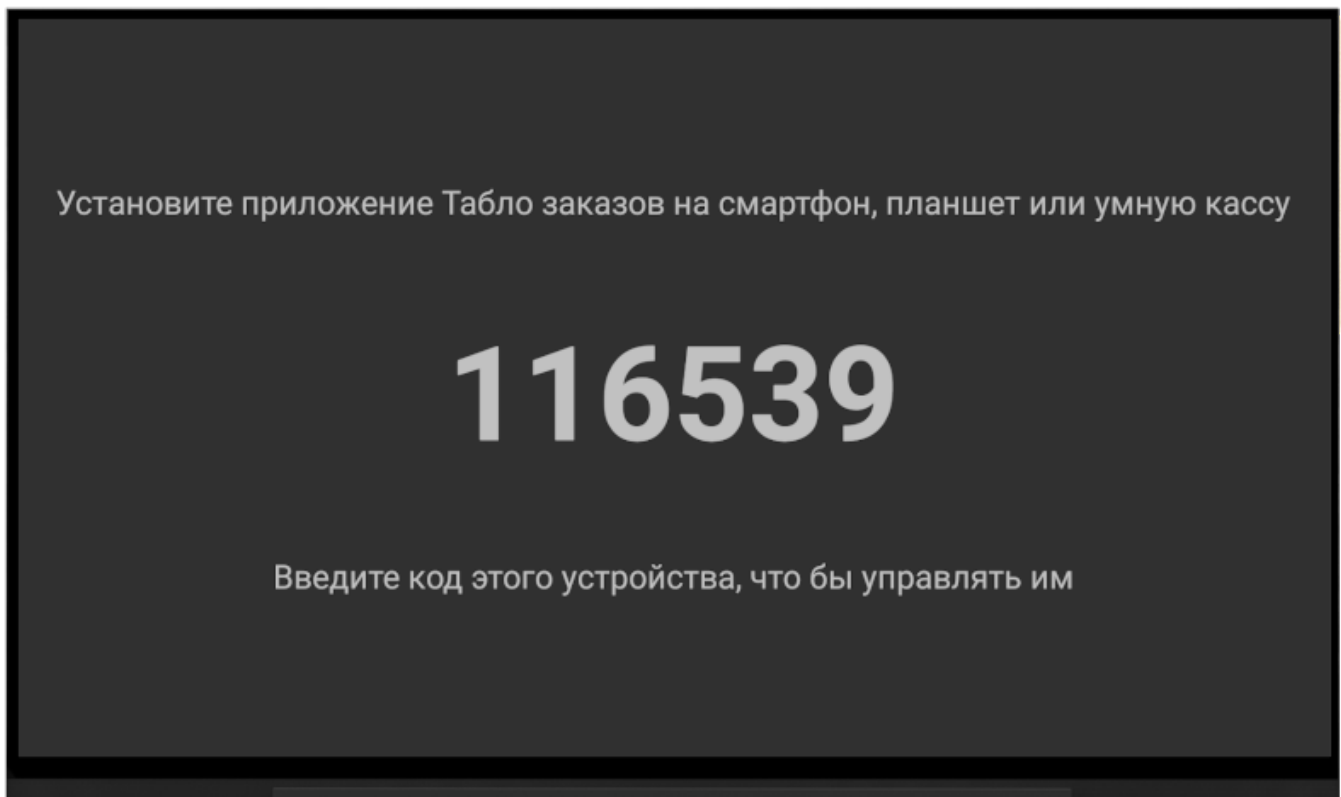 Установите приложение Табло заказов на смартфон, планшет или умную кассу
116539
Введите код этого устройства, что бы управлять им